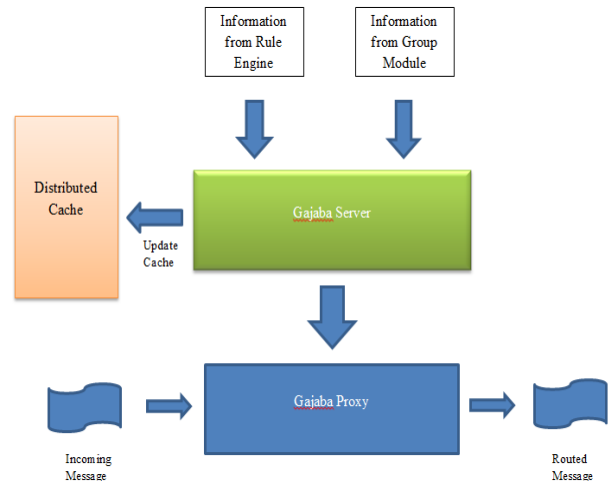 Information
from Rule
Engine
Information
from Group
Module
Distributed
Cache
Gajaba Server
Update
Cache
Gajaba Proxy
Incoming
Message
Routed
Message